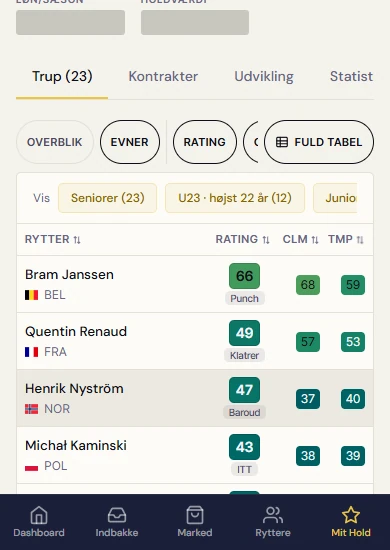 LØN/SÆSON HOLDVÆRDI
Trup (23) Kontrakter Udvikling Statist
OVERBLIK EVNER RATING FULD TABEL
Vis Seniorer (23) U23 · højst 22 år (12) Junio
RYTTER ⇅ RATING ⇅ CLM ⇅ TMP ⇅
Bram Janssen 66 68 59
BEL Punch
Quentin Renaud 49 57 53
FRA Klatrer
Henrik Nyström 47 37 40
NOR Baroud
Michał Kaminski 43 38 39
POL ITT
Dashboard Indbakke Marked Ryttere Mit Hold